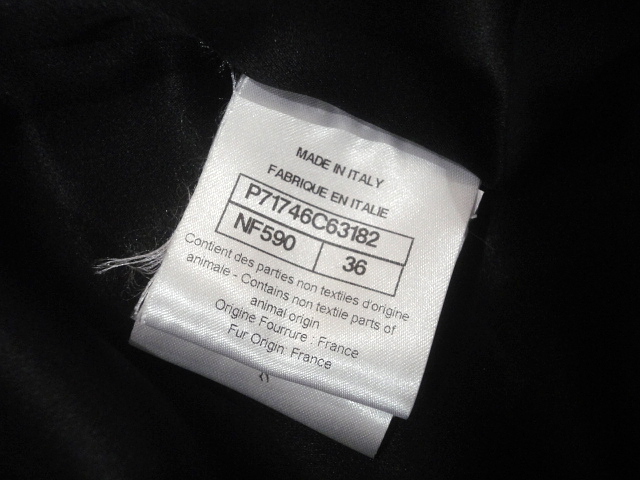 MADE IN ITALY
FABRIQUE EN ITALIE
P71746C63182
NF590 36
Contient des parties non textiles d'origine
animale - Contains non textile parts of
animal origin
Origine Fourrure : France
Fur Origin: France